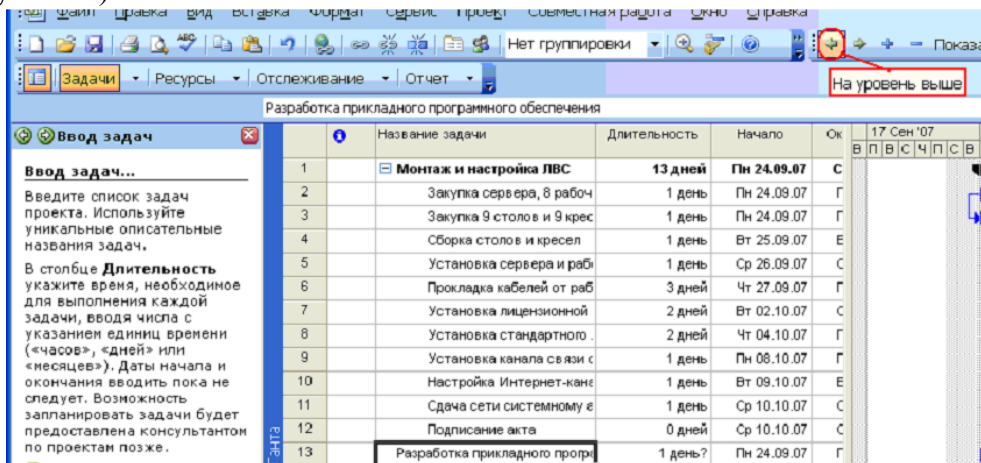 Файл Правка Вид Вставка Формат Сервис Проект Совместная работа Окно Справка
Нет группировки Показа
Задачи Ресурсы Отслеживание Отчет
На уровень выше
Разработка прикладного программного обеспечения
Ввод задач
Ввод задач...
Введите список задач
проекта. Используйте
уникальные описательные
названия задач.
В столбце Длительность
укажите время, необходимое
для выполнения каждой
задачи, вводя числа с
указанием единиц времени
(«часов», «дней» или
«месяцев»). Даты начала и
окончания вводить пока не
следует. Возможность
запланировать задачи будет
предоставлена консультантом
по проектам позже.
Название задачи Длительность Начало Ок 17 Сен '07
В П В С Ч П С В
1 Монтаж и настройка ЛВС 13 дней Пн 24.09.07 С
2 Закупка сервера, 8 рабоч 1 день Пн 24.09.07 П
3 Закупка 9 столов и 9 крес 1 день Пн 24.09.07 П
4 Сборка столов и кресел 1 день Вт 25.09.07 В
5 Установка сервера и раб 1 день Ср 26.09.07 С
6 Прокладка кабелей от раб 3 дней Чт 27.09.07 П
7 Установка лицензионной 2 дней Вт 02.10.07 С
8 Установка стандартного 2 дней Чт 04.10.07 П
9 Установка канала связи с 1 день Пн 08.10.07 П
10 Настройка Интернет-кана 1 день Вт 09.10.07 В
11 Сдача сети системному а 1 день Ср 10.10.07 С
12 Подписание акта 0 дней Ср 10.10.07 С
13 Разработка прикладного програ 1 день? Пн 24.09.07 П
Ганта